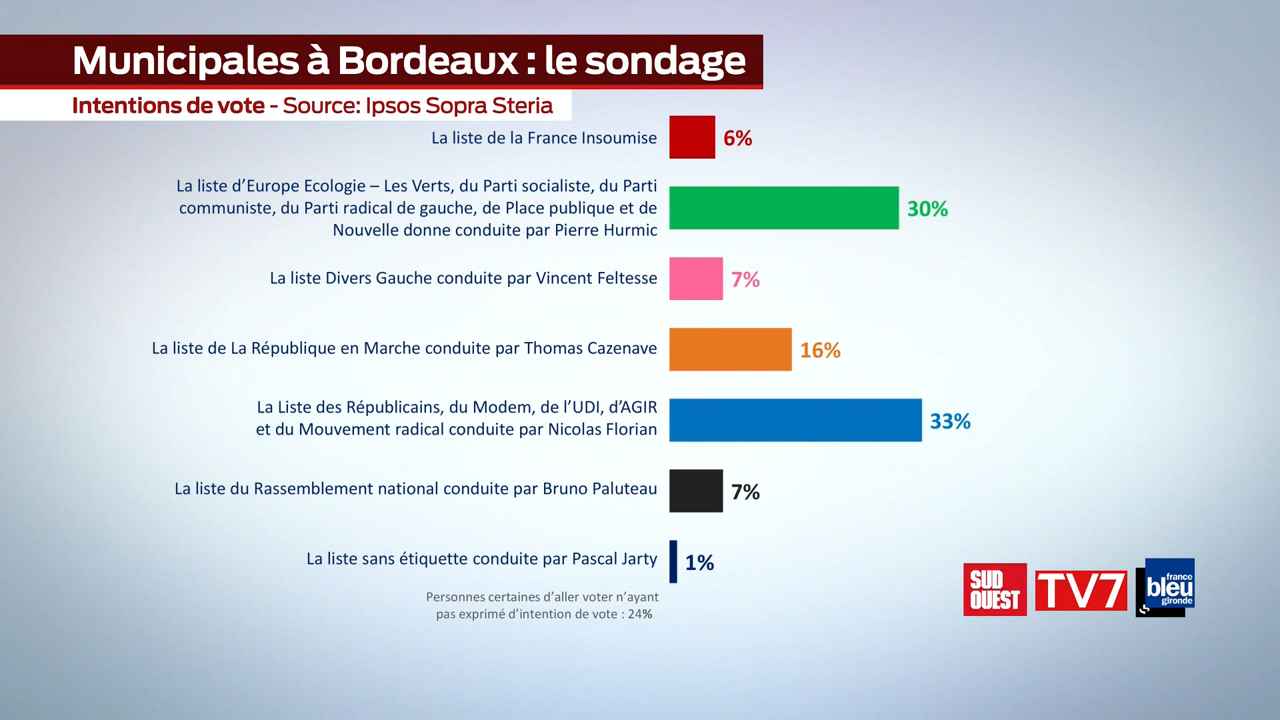 Municipales à Bordeaux : le sondage
Intentions de vote - Source: Ipsos Sopra Steria
La liste de la France Insoumise
6%
La liste d’Europe Ecologie – Les Verts, du Parti socialiste, du Parti
communiste, du Parti radical de gauche, de Place publique et de
Nouvelle donne conduite par Pierre Hurmic
30%
La liste Divers Gauche conduite par Vincent Feltesse
7%
La liste de La République en Marche conduite par Thomas Cazenave
16%
La Liste des Républicains, du Modem, de l’UDI, d’AGIR
et du Mouvement radical conduite par Nicolas Florian
33%
La liste du Rassemblement national conduite par Bruno Paluteau
7%
La liste sans étiquette conduite par Pascal Jarty
1%
Personnes certaines d’aller voter n’ayant
pas exprimé d’intention de vote : 24%
SUD
OUEST
TV7
france
bleu
gironde